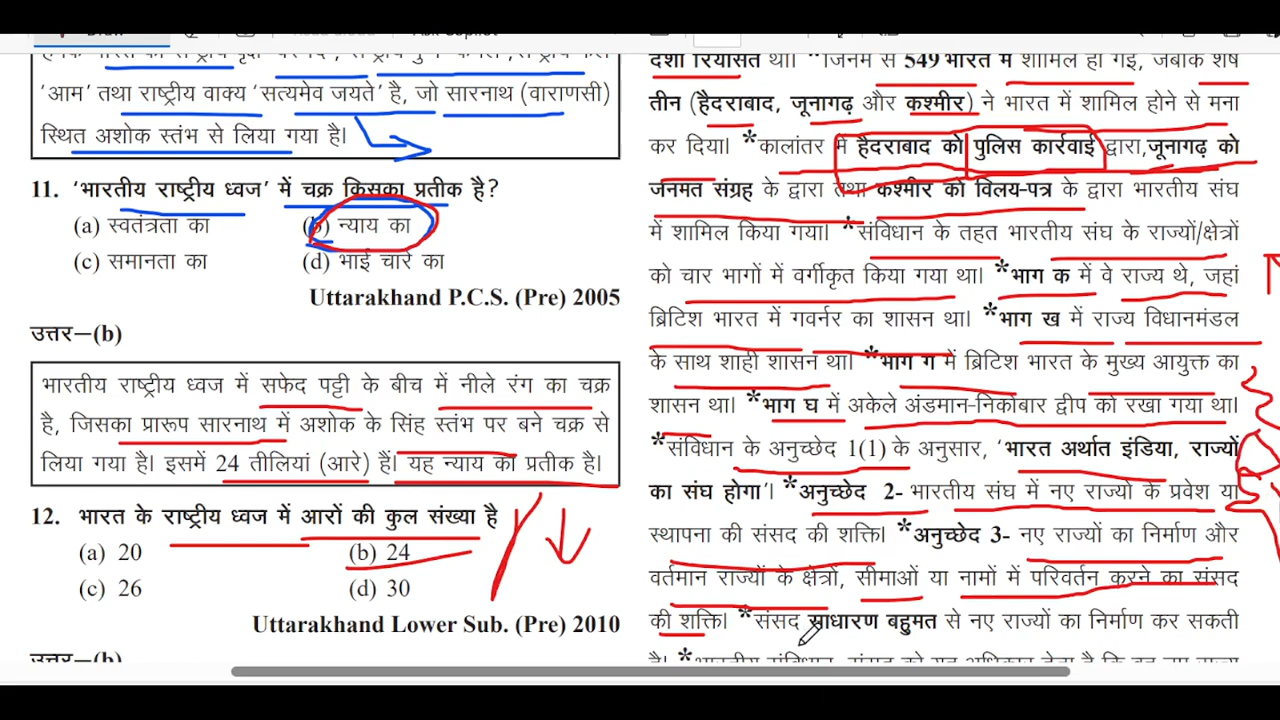 'आम' तथा राष्ट्रीय वाक्य 'सत्यमेव जयते' है, जो सारनाथ (वाराणसी)
स्थित अशोक स्तंभ से लिया गया है।
11. 'भारतीय राष्ट्रीय ध्वज' में चक्र किसका प्रतीक है?
(a) स्वतंत्रता का (b) न्याय का
(c) समानता का (d) भाई चारे का
Uttarakhand P.C.S. (Pre) 2005
उत्तर–(b)
भारतीय राष्ट्रीय ध्वज में सफेद पट्टी के बीच में नीले रंग का चक्र
है, जिसका प्रारूप सारनाथ में अशोक के सिंह स्तंभ पर बने चक्र से
लिया गया है। इसमें 24 तीलियां (आरे) हैं। यह न्याय का प्रतीक है।
12. भारत के राष्ट्रीय ध्वज में आरों की कुल संख्या है
(a) 20 (b) 24
(c) 26 (d) 30
Uttarakhand Lower Sub. (Pre) 2010
उत्तर–(b)
देशी रियासतें था। *जिनमें से 549 भारत में शामिल हो गई, जबकि शेष
तीन (हैदराबाद, जूनागढ़ और कश्मीर) ने भारत में शामिल होने से मना
कर दिया। *कालांतर में हैदराबाद को पुलिस कार्रवाई द्वारा, जूनागढ़ को
जनमत संग्रह के द्वारा तथा कश्मीर को विलय-पत्र के द्वारा भारतीय संघ
में शामिल किया गया। *संविधान के तहत भारतीय संघ के राज्यों/क्षेत्रों
को चार भागों में वर्गीकृत किया गया था। *भाग क में वे राज्य थे, जहां
ब्रिटिश भारत में गवर्नर का शासन था। *भाग ख में राज्य विधानमंडल
के साथ शाही शासन था। *भाग ग में ब्रिटिश भारत के मुख्य आयुक्त का
शासन था। *भाग घ में अकेले अंडमान-निकोबार द्वीप को रखा गया था।
*संविधान के अनुच्छेद 1(1) के अनुसार, 'भारत अर्थात इंडिया, राज्यों
का संघ होगा'। *अनुच्छेद 2- भारतीय संघ में नए राज्यों के प्रवेश या
स्थापना की संसद की शक्ति। *अनुच्छेद 3- नए राज्यों का निर्माण और
वर्तमान राज्यों के क्षेत्रों, सीमाओं या नामों में परिवर्तन करने का संसद
की शक्ति। *संसद साधारण बहुमत से नए राज्यों का निर्माण कर सकती